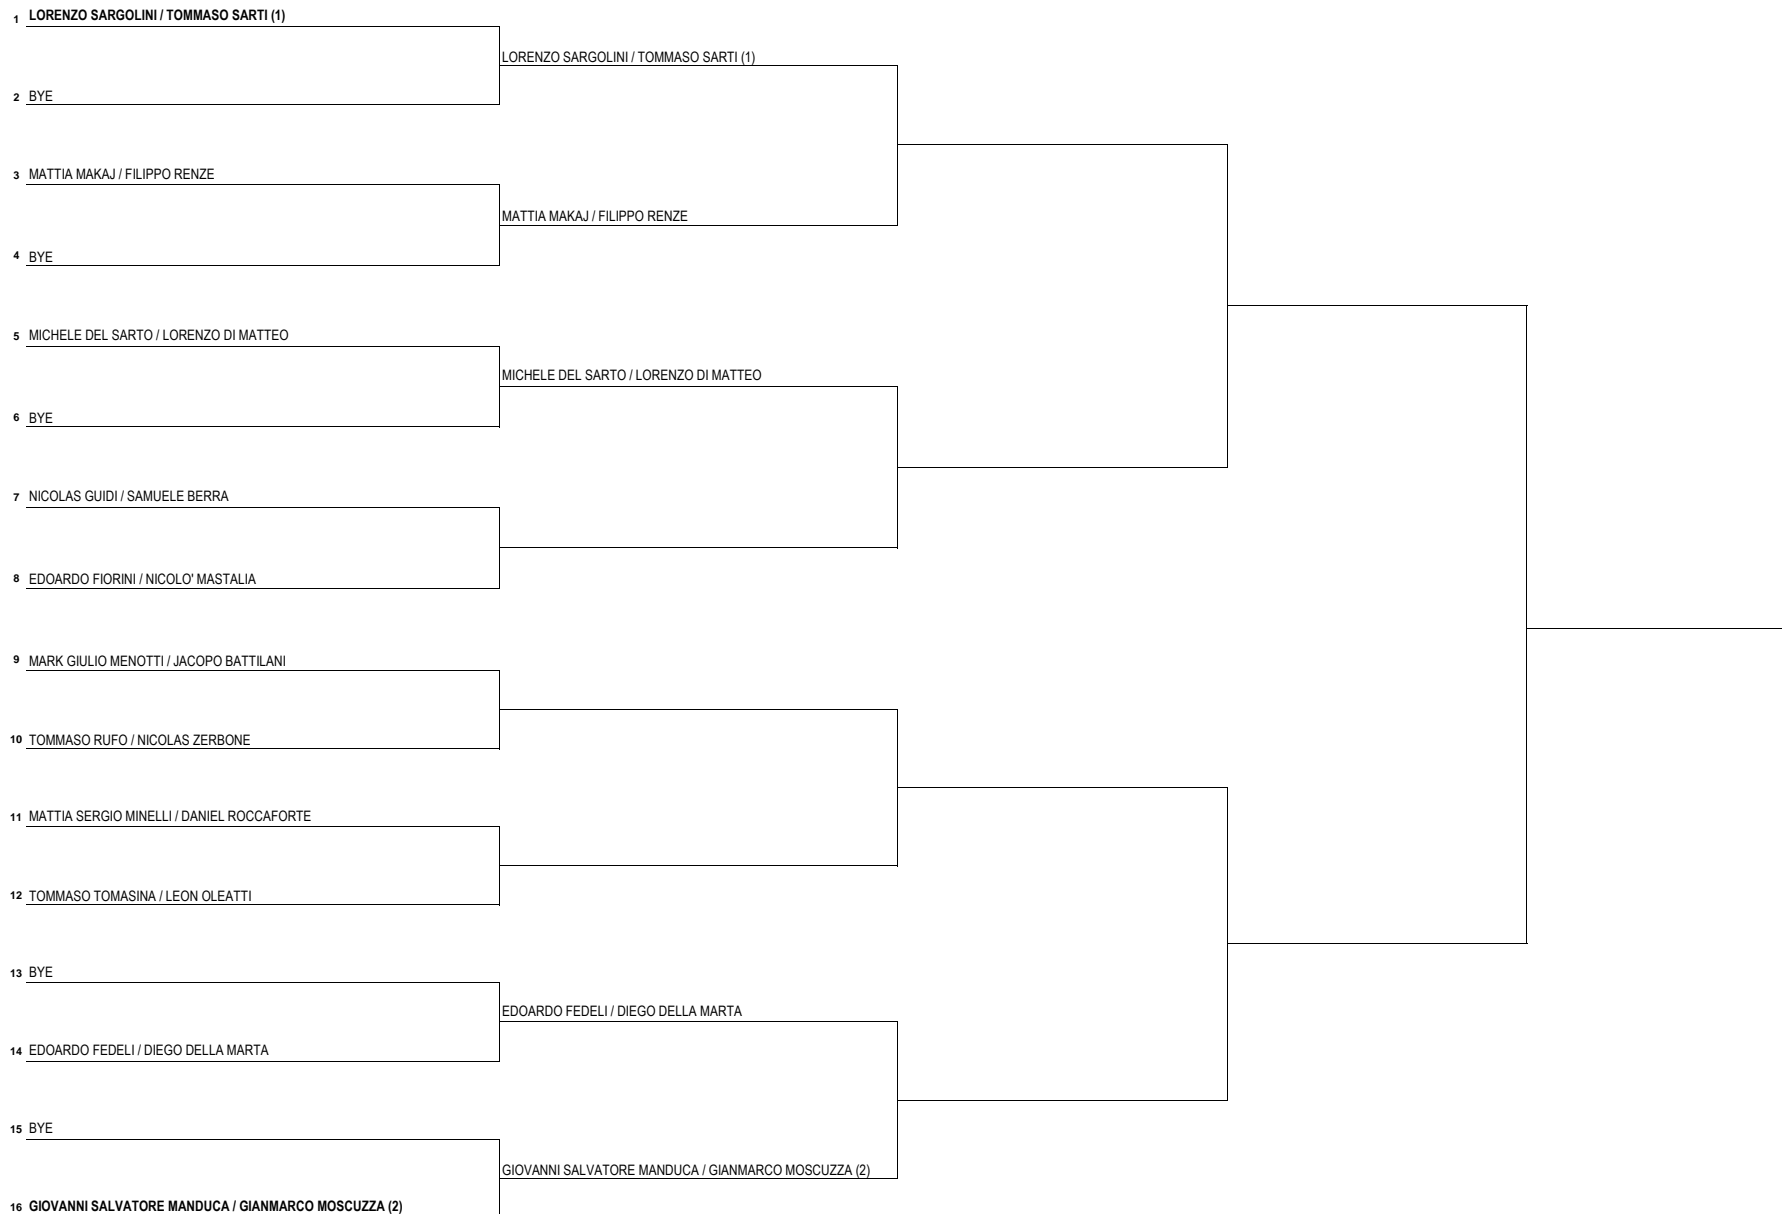 1 LORENZO SARGOLINI / TOMMASO SARTI (1)
LORENZO SARGOLINI / TOMMASO SARTI (1)
2 BYE
3 MATTIA MAKAJ / FILIPPO RENZE
MATTIA MAKAJ / FILIPPO RENZE
4 BYE
5 MICHELE DEL SARTO / LORENZO DI MATTEO
MICHELE DEL SARTO / LORENZO DI MATTEO
6 BYE
7 NICOLAS GUIDI / SAMUELE BERRA
8 EDOARDO FIORINI / NICOLO' MASTALIA
9 MARK GIULIO MENOTTI / JACOPO BATTILANI
10 TOMMASO RUFO / NICOLAS ZERBONE
11 MATTIA SERGIO MINELLI / DANIEL ROCCAFORTE
12 TOMMASO TOMASINA / LEON OLEATTI
13 BYE
EDOARDO FEDELI / DIEGO DELLA MARTA
14 EDOARDO FEDELI / DIEGO DELLA MARTA
15 BYE
GIOVANNI SALVATORE MANDUCA / GIANMARCO MOSCUZZA (2)
16 GIOVANNI SALVATORE MANDUCA / GIANMARCO MOSCUZZA (2)